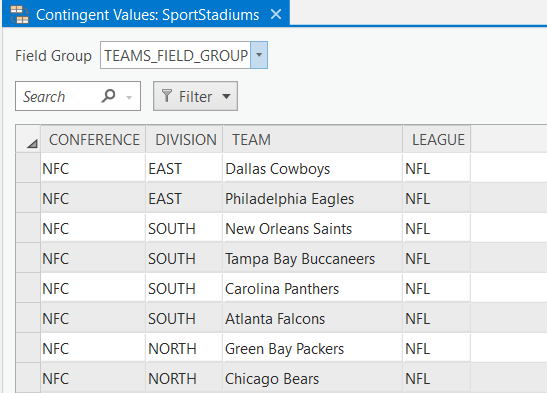 Contingent Values: SportStadiums ×
Field Group TEAMS_FIELD_GROUP
Search Filter
CONFERENCE DIVISION TEAM LEAGUE
NFC EAST Dallas Cowboys NFL
NFC EAST Philadelphia Eagles NFL
NFC SOUTH New Orleans Saints NFL
NFC SOUTH Tampa Bay Buccaneers NFL
NFC SOUTH Carolina Panthers NFL
NFC SOUTH Atlanta Falcons NFL
NFC NORTH Green Bay Packers NFL
NFC NORTH Chicago Bears NFL